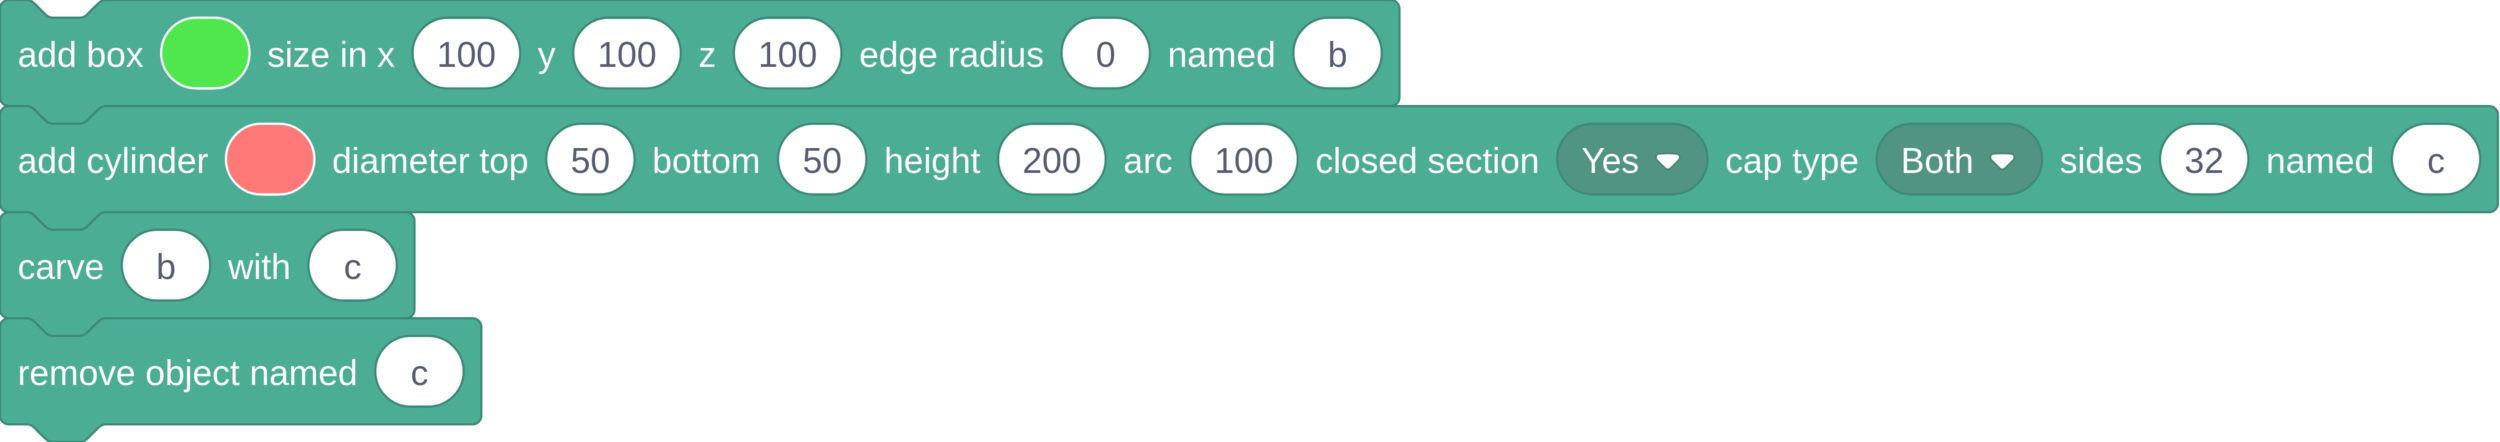 add box size in x 100 y 100 z 100 edge radius 0 named b
add cylinder diameter top 50 bottom 50 height 200 arc 100 closed section Yes cap type Both sides 32 named c
carve b with c
remove object named c